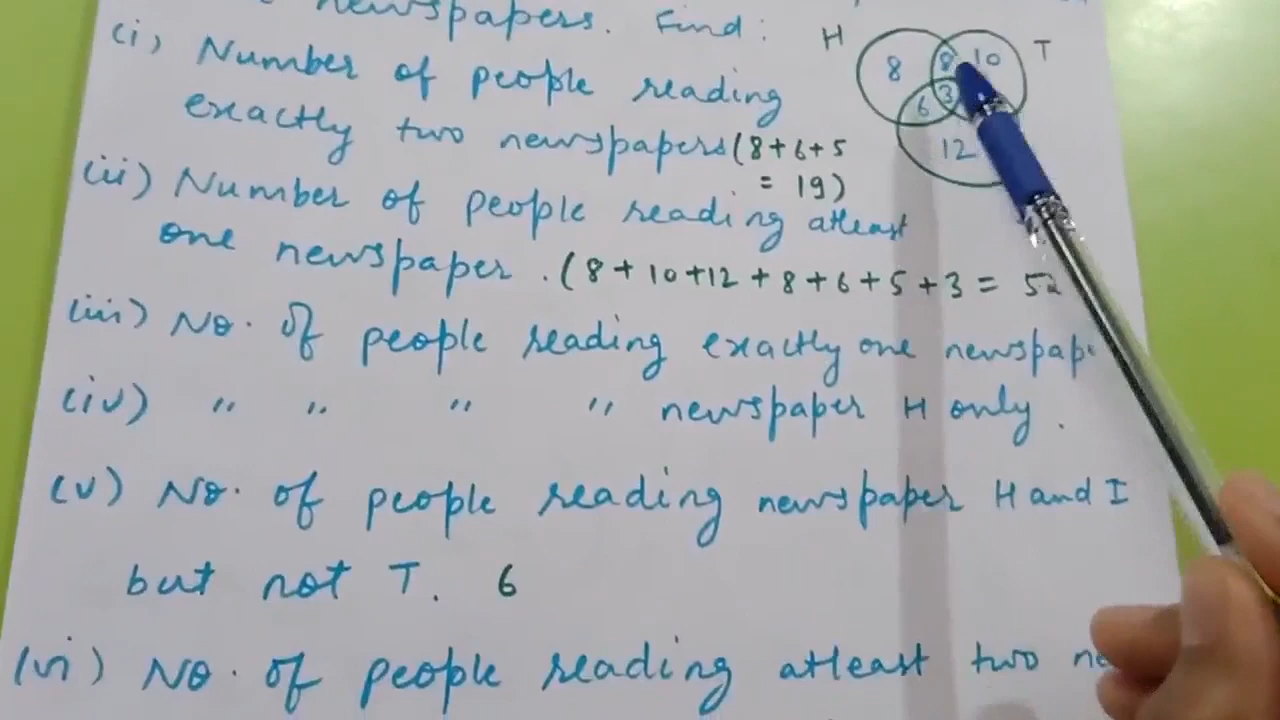 newspapers. Find:
(i) Number of people reading
exactly two newspapers (8+6+5
= 19)
(ii) Number of people reading atleast
one newspaper. (8+10+12+8+6+5+3 = 52
(iii) No. of people reading exactly one newspap
(iv) " " " " newspaper H only.
(v) No. of people reading newspaper H and I
but not T. 6
(vi) No. of people reading atleast two ne
H T
8 8 10
6 3
12